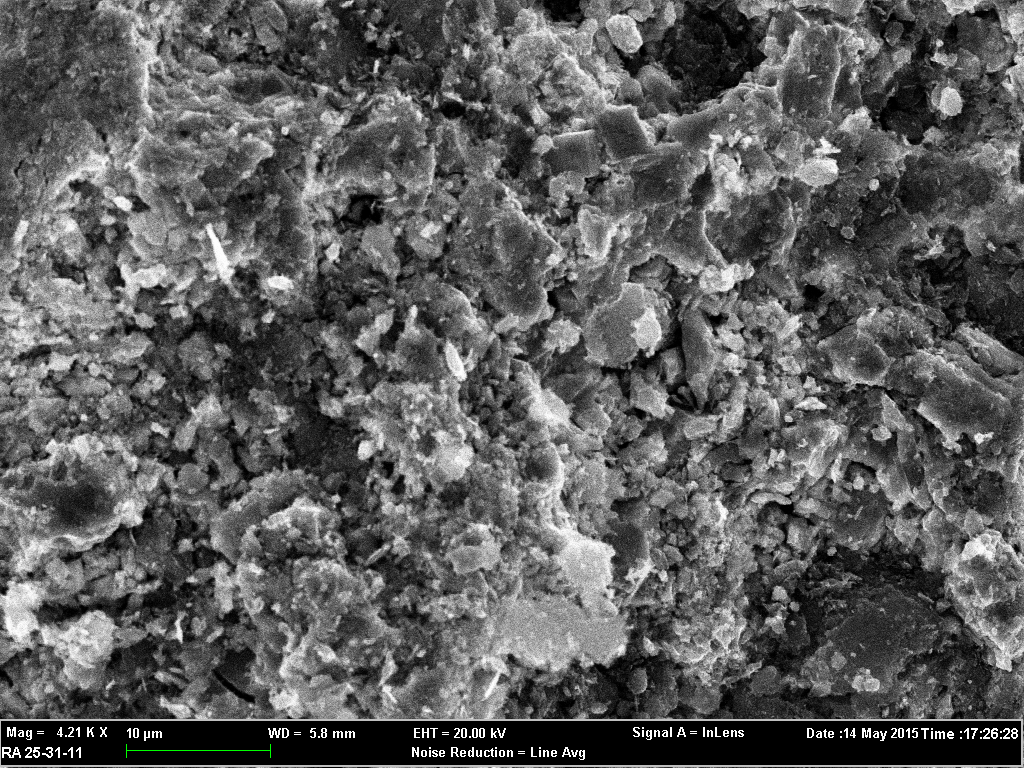 Mag = 4.21 K X 10 µm WD = 5.8 mm EHT = 20.00 kV Signal A = InLens Date :14 May 2015 Time :17:26:28
RA 25-31-11 Noise Reduction = Line Avg